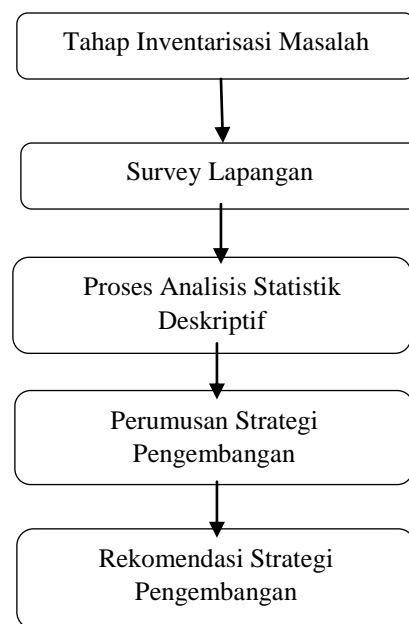 Tahap Inventarisasi Masalah
Survey Lapangan
Proses Analisis Statistik
Deskriptif
Perumusan Strategi
Pengembangan
Rekomendasi Strategi
Pengembangan